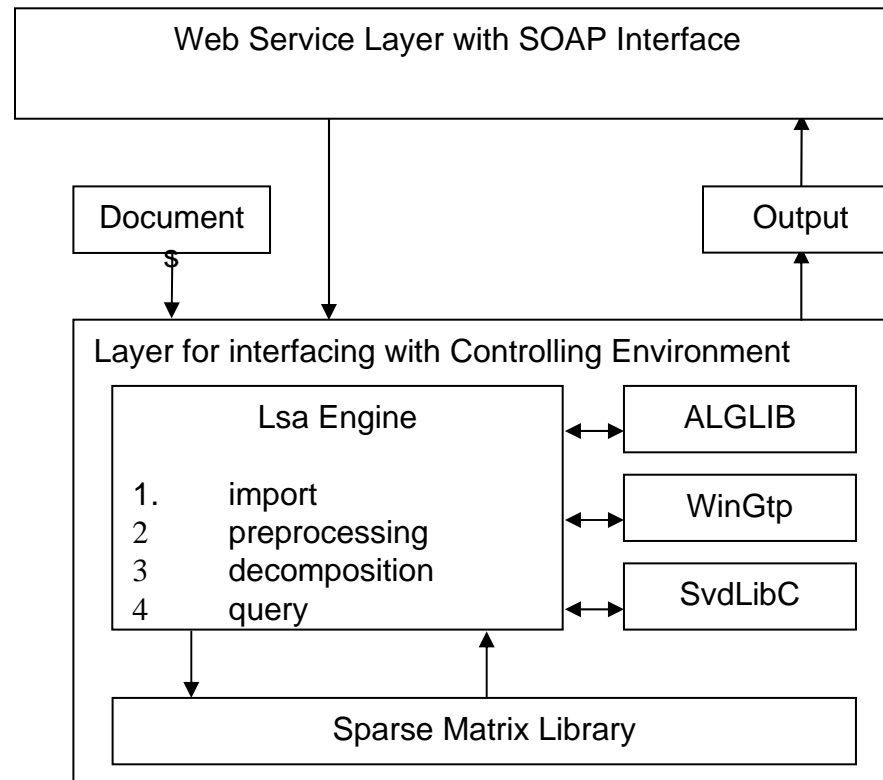 Web Service Layer with SOAP Interface
Document
s
Output
Layer for interfacing with Controlling Environment
Lsa Engine
1. import
2 preprocessing
3 decomposition
4 query
ALGLIB
WinGtp
SvdLibC
Sparse Matrix Library